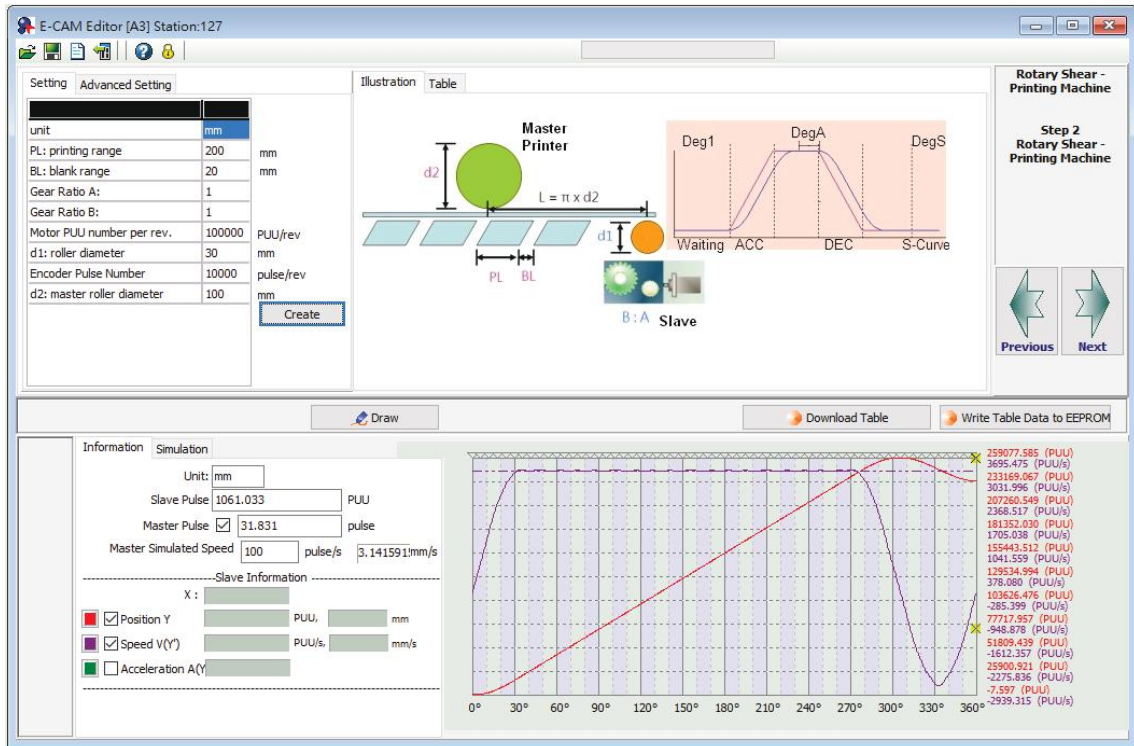 E-CAM Editor [A3] Station:127
Setting Advanced Setting
unit mm
PL: printing range 200 mm
BL: blank range 20 mm
Gear Ratio A: 1
Gear Ratio B: 1
Motor PUU number per rev. 100000 PUU/rev
d1: roller diameter 30 mm
Encoder Pulse Number 10000 pulse/rev
d2: master roller diameter 100 mm
Create
Illustration Table
Master
Printer
d2
L = π x d2
d1
PL BL
B : A Slave
Deg1 DegA DegS
Waiting ACC DEC S-Curve
Rotary Shear -
Printing Machine
Step 2
Rotary Shear -
Printing Machine
Previous Next
Draw Download Table Write Table Data to EEPROM
Information Simulation
Unit: mm
Slave Pulse 1061.033 PUU
Master Pulse 31.831 pulse
Master Simulated Speed 100 pulse/s 3.141591 mm/s
Slave Information
X :
Position Y PUU, mm
Speed V(Y') PUU/s, mm/s
Acceleration A(Y
259077.585 (PUU)
3695.475 (PUU/s)
233169.067 (PUU)
3031.996 (PUU/s)
207260.549 (PUU)
2368.517 (PUU/s)
181352.030 (PUU)
1705.038 (PUU/s)
155443.512 (PUU)
1041.559 (PUU/s)
129534.994 (PUU)
378.080 (PUU/s)
103626.476 (PUU)
-285.399 (PUU/s)
77717.957 (PUU)
-948.878 (PUU/s)
51809.439 (PUU)
-1612.357 (PUU/s)
25900.921 (PUU)
-2275.836 (PUU/s)
-7.597 (PUU)
-2939.315 (PUU/s)
0° 30° 60° 90° 120° 150° 180° 210° 240° 270° 300° 330° 360°